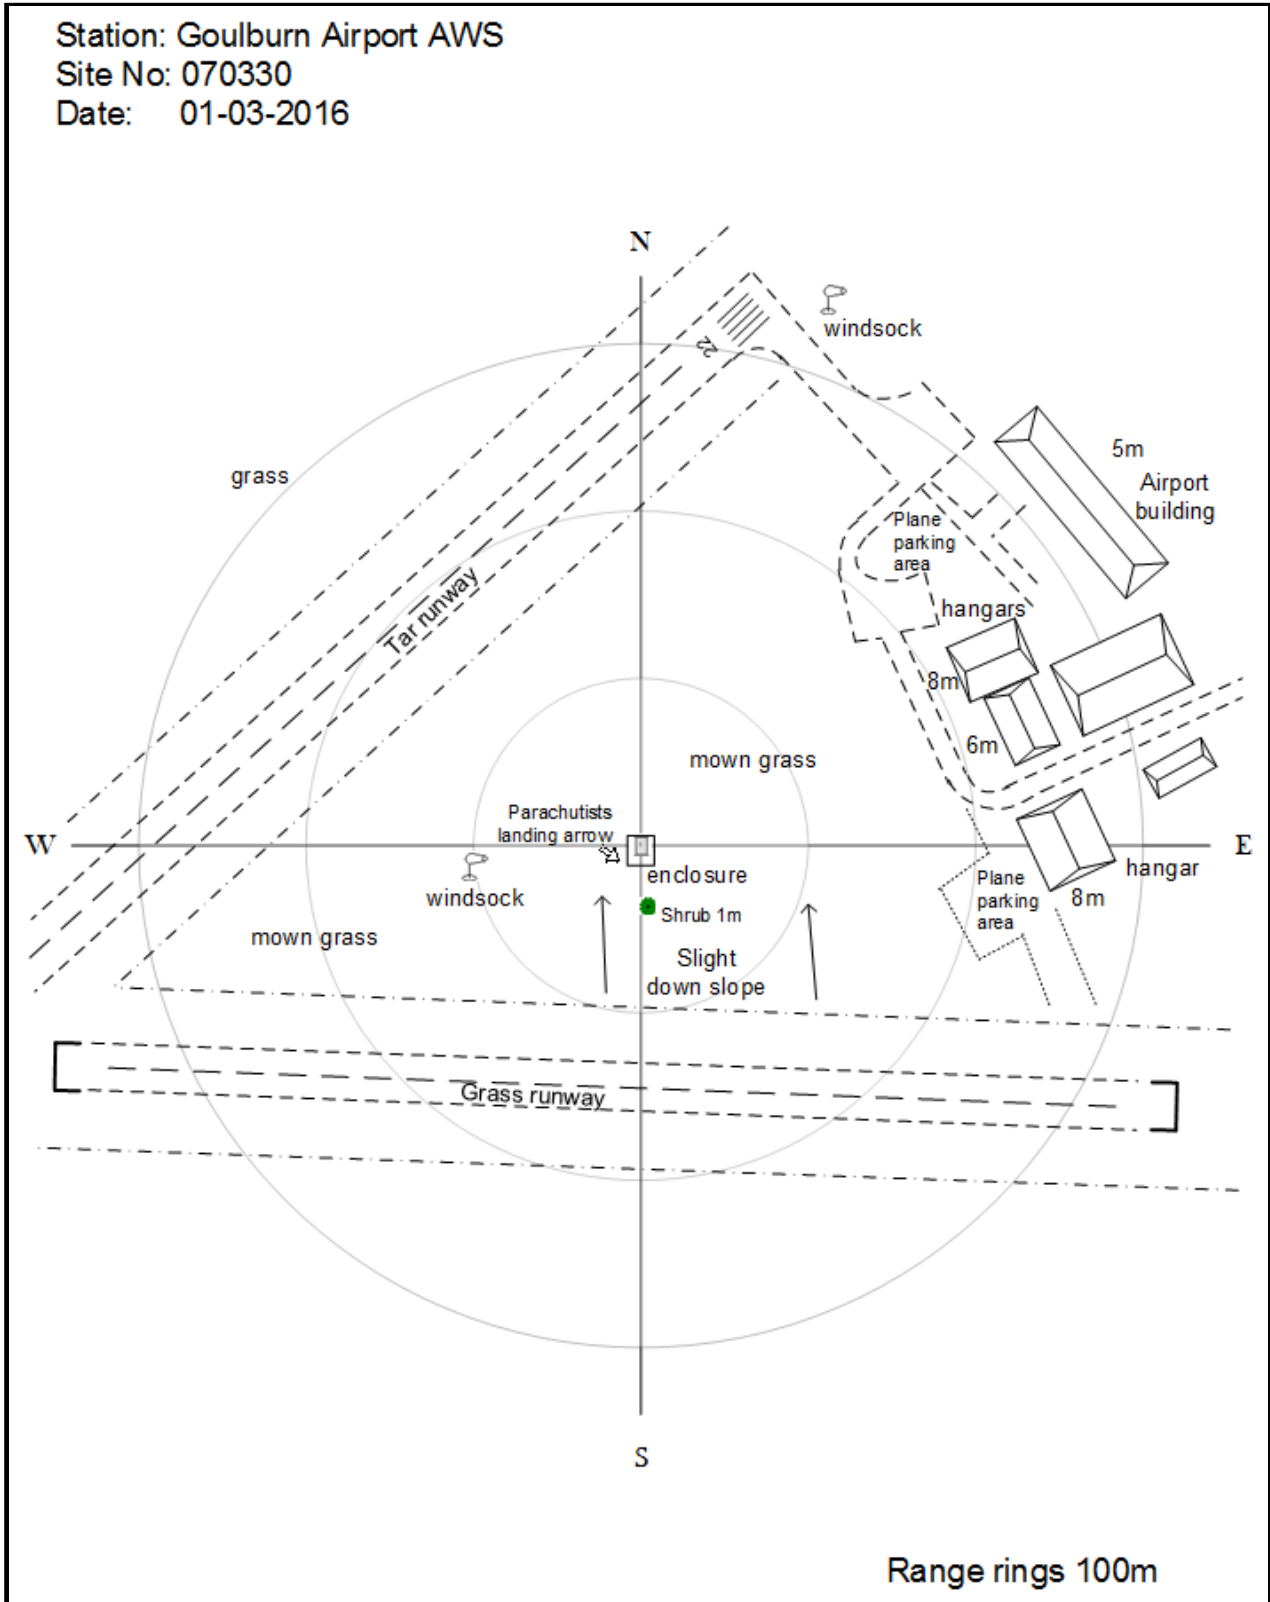 Station: Goulburn Airport AWS
Site No: 070330
Date: 01-03-2016
N
windsock
22
grass
5m
Airport
building
Plane
parking
area
Tar runway
hangars
8m
6m
mown grass
Parachutists
landing arrow
W
E
enclosure
windsock
hangar
Plane
parking
area
8m
Shrub 1m
mown grass
Slight
down slope
Grass runway
S
Range rings 100m